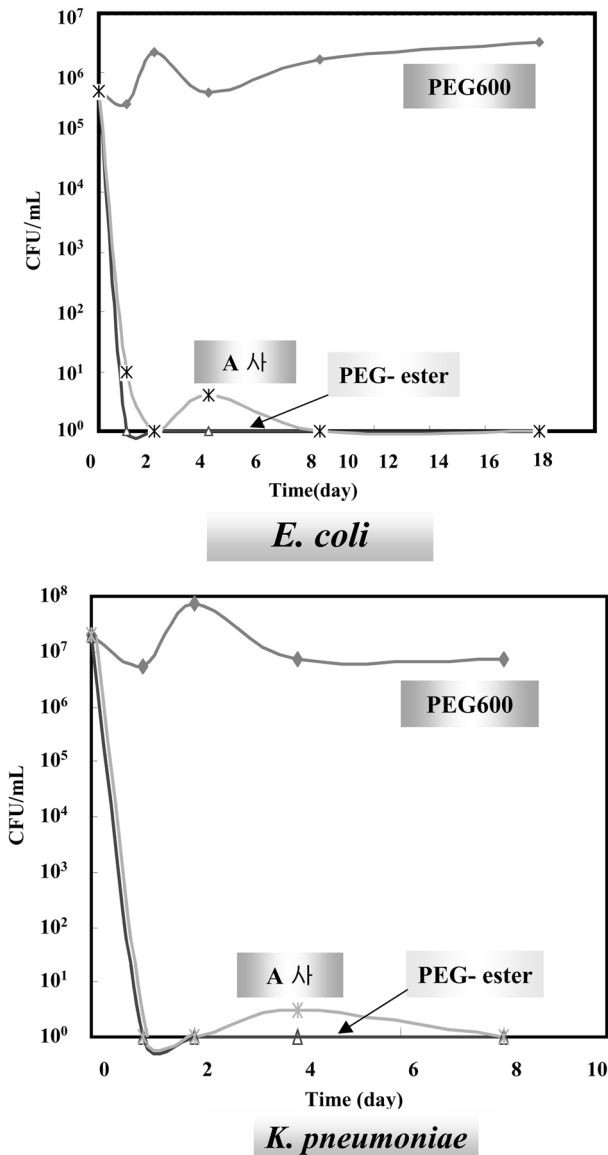 10⁷
10⁶
PEG600
10⁵
10⁴
CFU/mL
10³
10²
A 사
PEG- ester
10¹
10⁰
0 2 4 6 8 10 12 14 16 18
Time(day)
E. coli
10⁸
10⁷
PEG600
10⁶
10⁵
CFU/mL
10⁴
10³
10²
A 사
PEG- ester
10¹
10⁰
0 2 4 6 8 10
Time (day)
K. pneumoniae